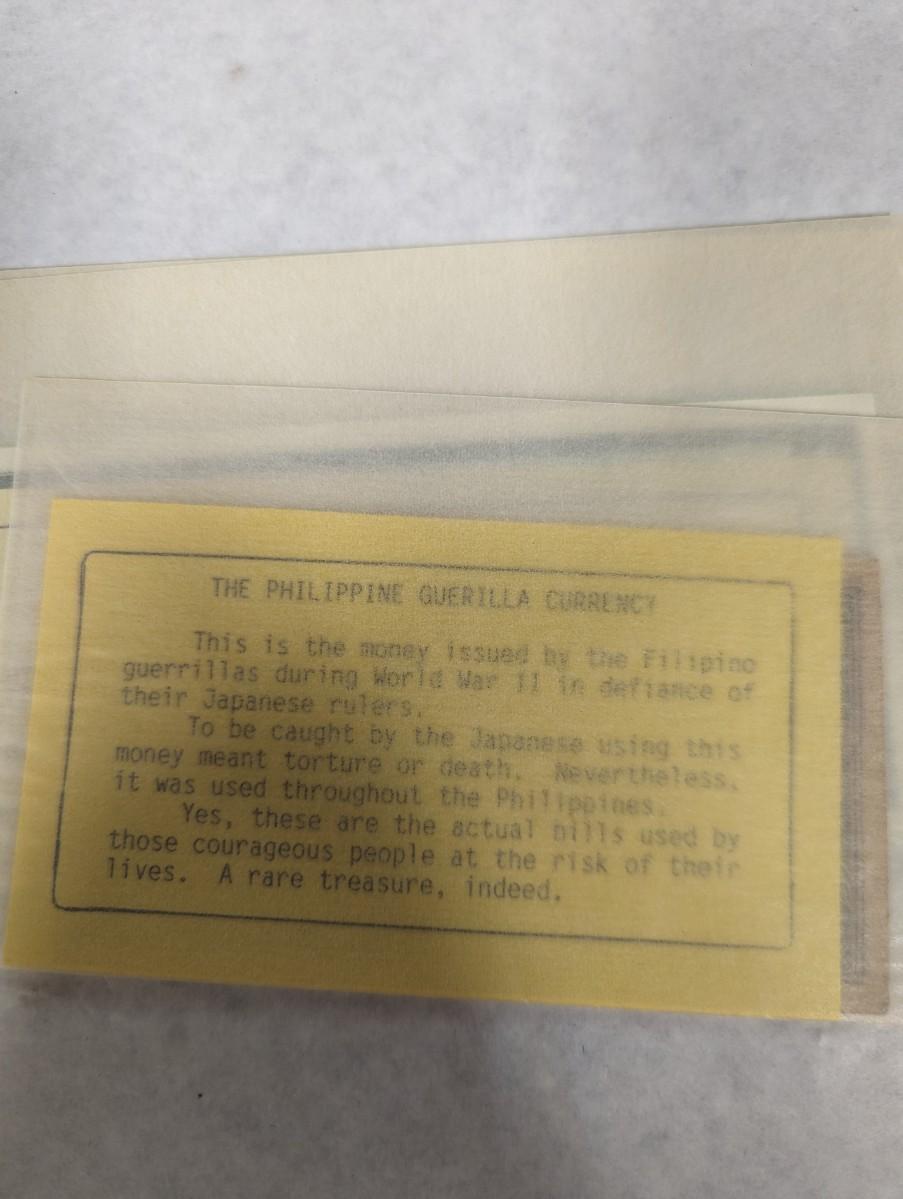 THE PHILIPPINE GUERILLA CURRENCY
This is the money issued by the Filipino
guerrillas during World War II in defiance of
their Japanese rulers.
To be caught by the Japanese using this
money meant torture or death. Nevertheless,
it was used throughout the Philippines.
Yes, these are the actual bills used by
those courageous people at the risk of their
lives. A rare treasure, indeed.